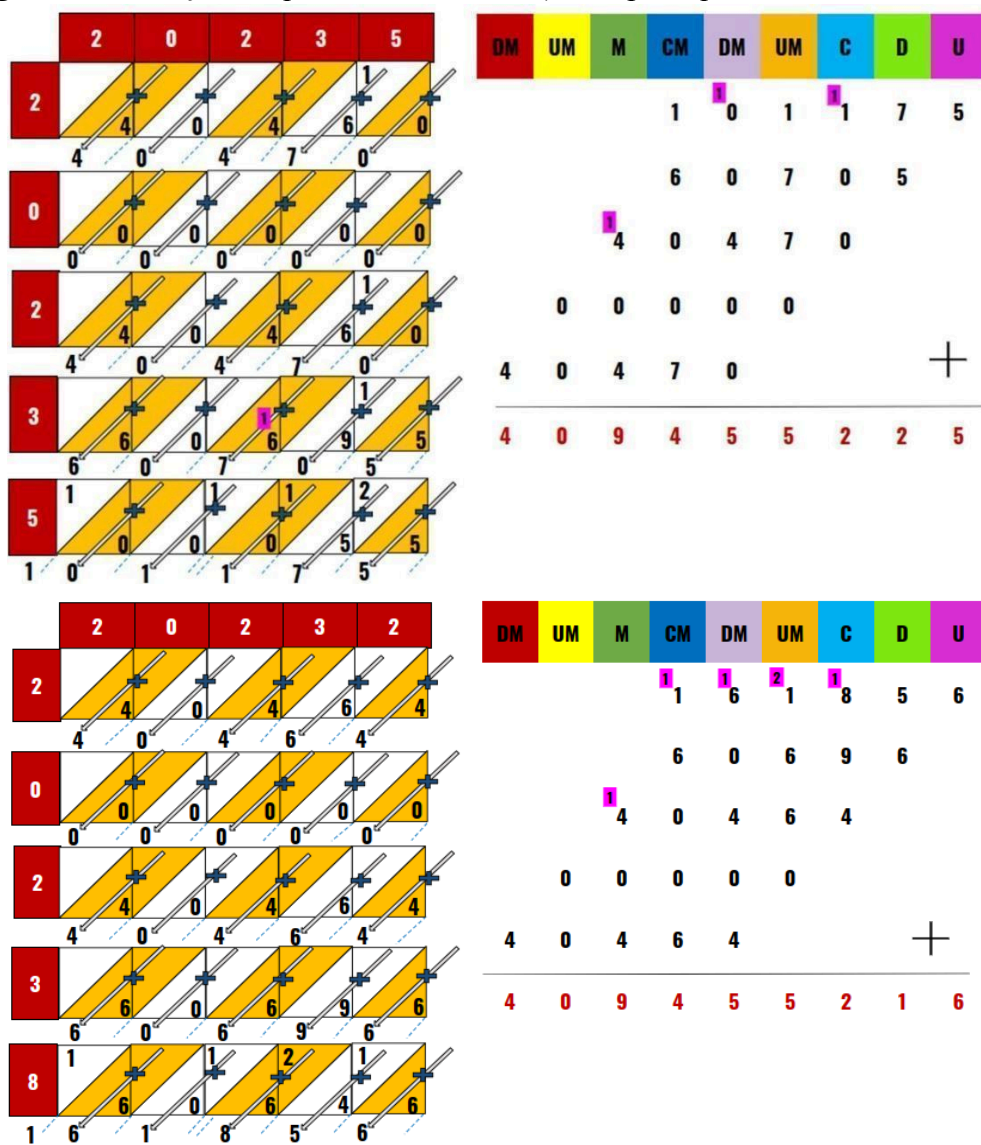 2 0 2 3 5
1
2 4 0 4 6 0
4 0 4 7 0
0 0 0 0 0 0
0 0 0 0 0
1
2 4 0 4 6 0
4 0 4 7 0
1
3 6 0 1 6 9 5
6 0 7 0 5
1 1 1 2
5 0 0 0 5 5
1 0 1 1 7 5
DM UM M CM DM UM C D U
1 1
1 0 1 1 7 5
6 0 7 0 5
1
4 0 4 7 0
0 0 0 0 0
4 0 4 7 0 +
4 0 9 4 5 5 2 2 5
2 0 2 3 2
2 4 0 4 6 4
4 0 4 6 4
0 0 0 0 0 0
0 0 0 0 0
2 4 0 4 6 4
4 0 4 6 4
3 6 0 6 9 6
6 0 6 9 6
1 1 2 1
8 6 0 6 4 6
1 6 1 8 5 6
DM UM M CM DM UM C D U
1 1 2 1
1 6 1 8 5 6
6 0 6 9 6
1
4 0 4 6 4
0 0 0 0 0
4 0 4 6 4 +
4 0 9 4 5 5 2 1 6